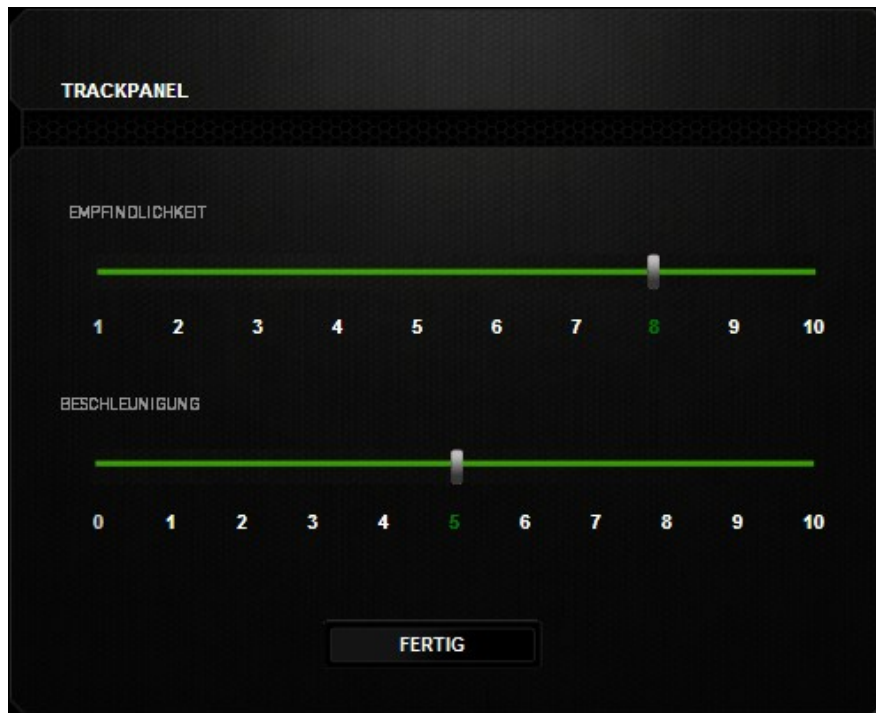 TRACKPANEL
EMPFINDLICHKEIT
1 2 3 4 5 6 7 8 9 10
BESCHLEUNIGUNG
0 1 2 3 4 5 6 7 8 9 10
FERTIG